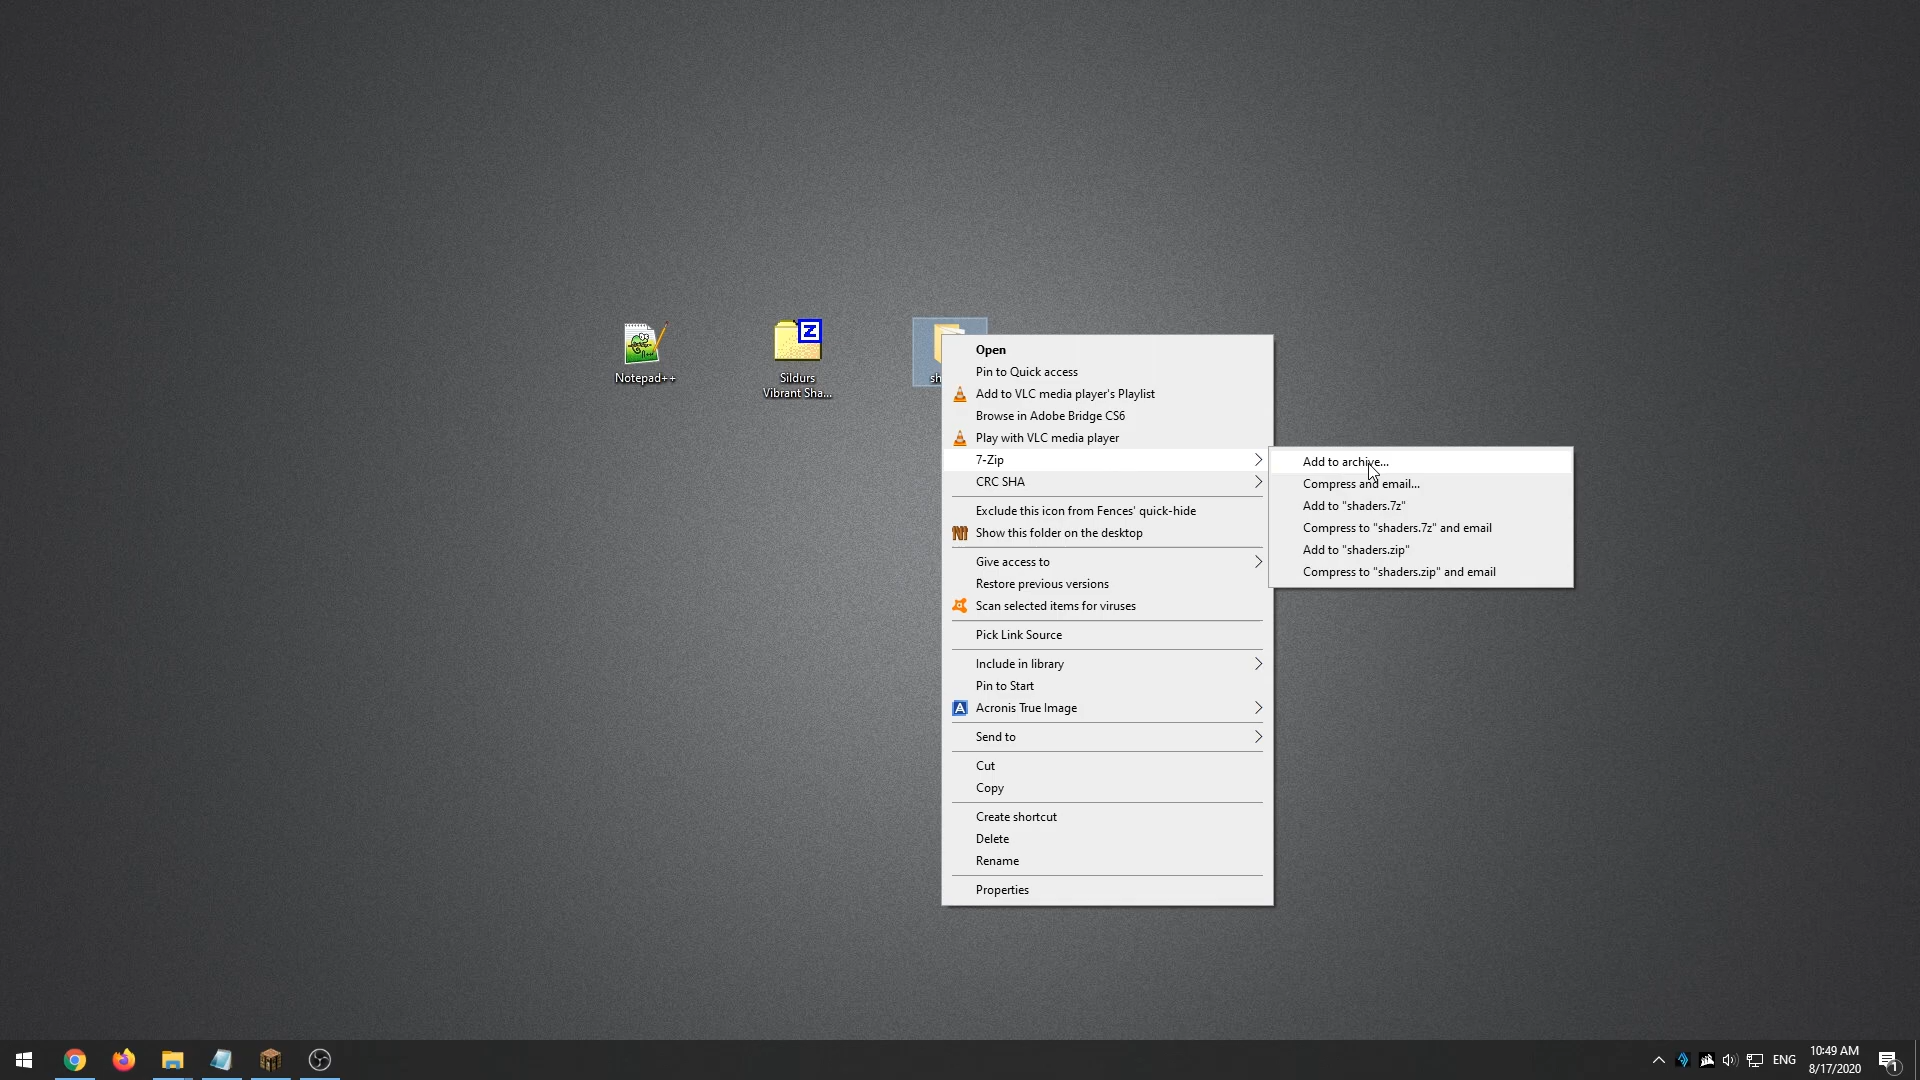 Notepad++
Sildurs
Vibrant Sha...
Open
Pin to Quick access
Add to VLC media player's Playlist
Browse in Adobe Bridge CS6
Play with VLC media player
7-Zip
CRC SHA
Exclude this icon from Fences' quick-hide
Show this folder on the desktop
Give access to
Restore previous versions
Scan selected items for viruses
Pick Link Source
Include in library
Pin to Start
Acronis True Image
Send to
Cut
Copy
Create shortcut
Delete
Rename
Properties
Add to archive...
Compress and email...
Add to "shaders.7z"
Compress to "shaders.7z" and email
Add to "shaders.zip"
Compress to "shaders.zip" and email
ENG
10:49 AM
8/17/2020
1